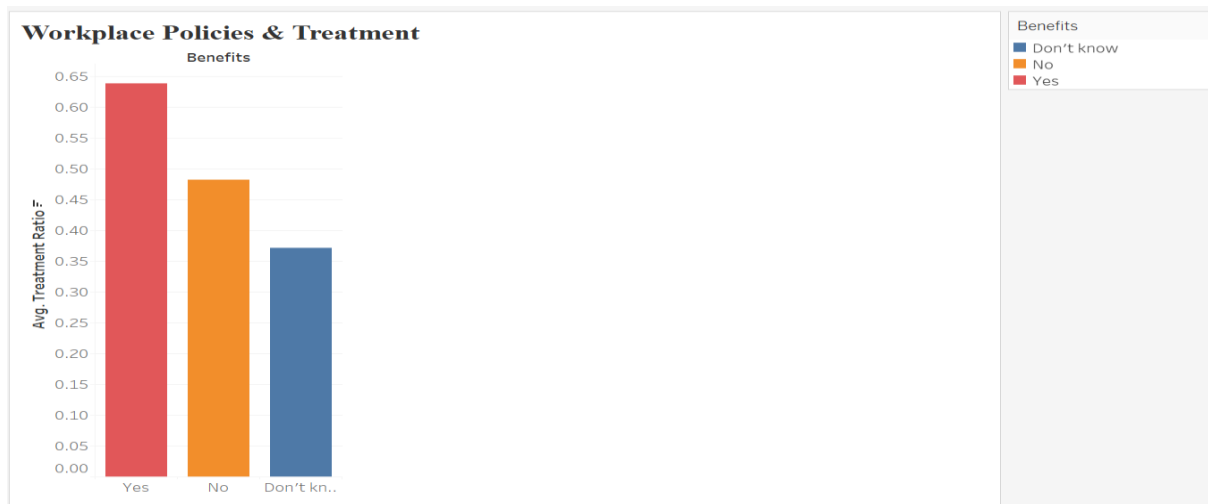 Workplace Policies & Treatment
Benefits
0.65
0.60
0.55
0.50
0.45
0.40
0.35
0.30
0.25
0.20
0.15
0.10
0.05
0.00
Avg. Treatment Ratio
Yes
No
Don't kn..
Benefits
Don't know
No
Yes